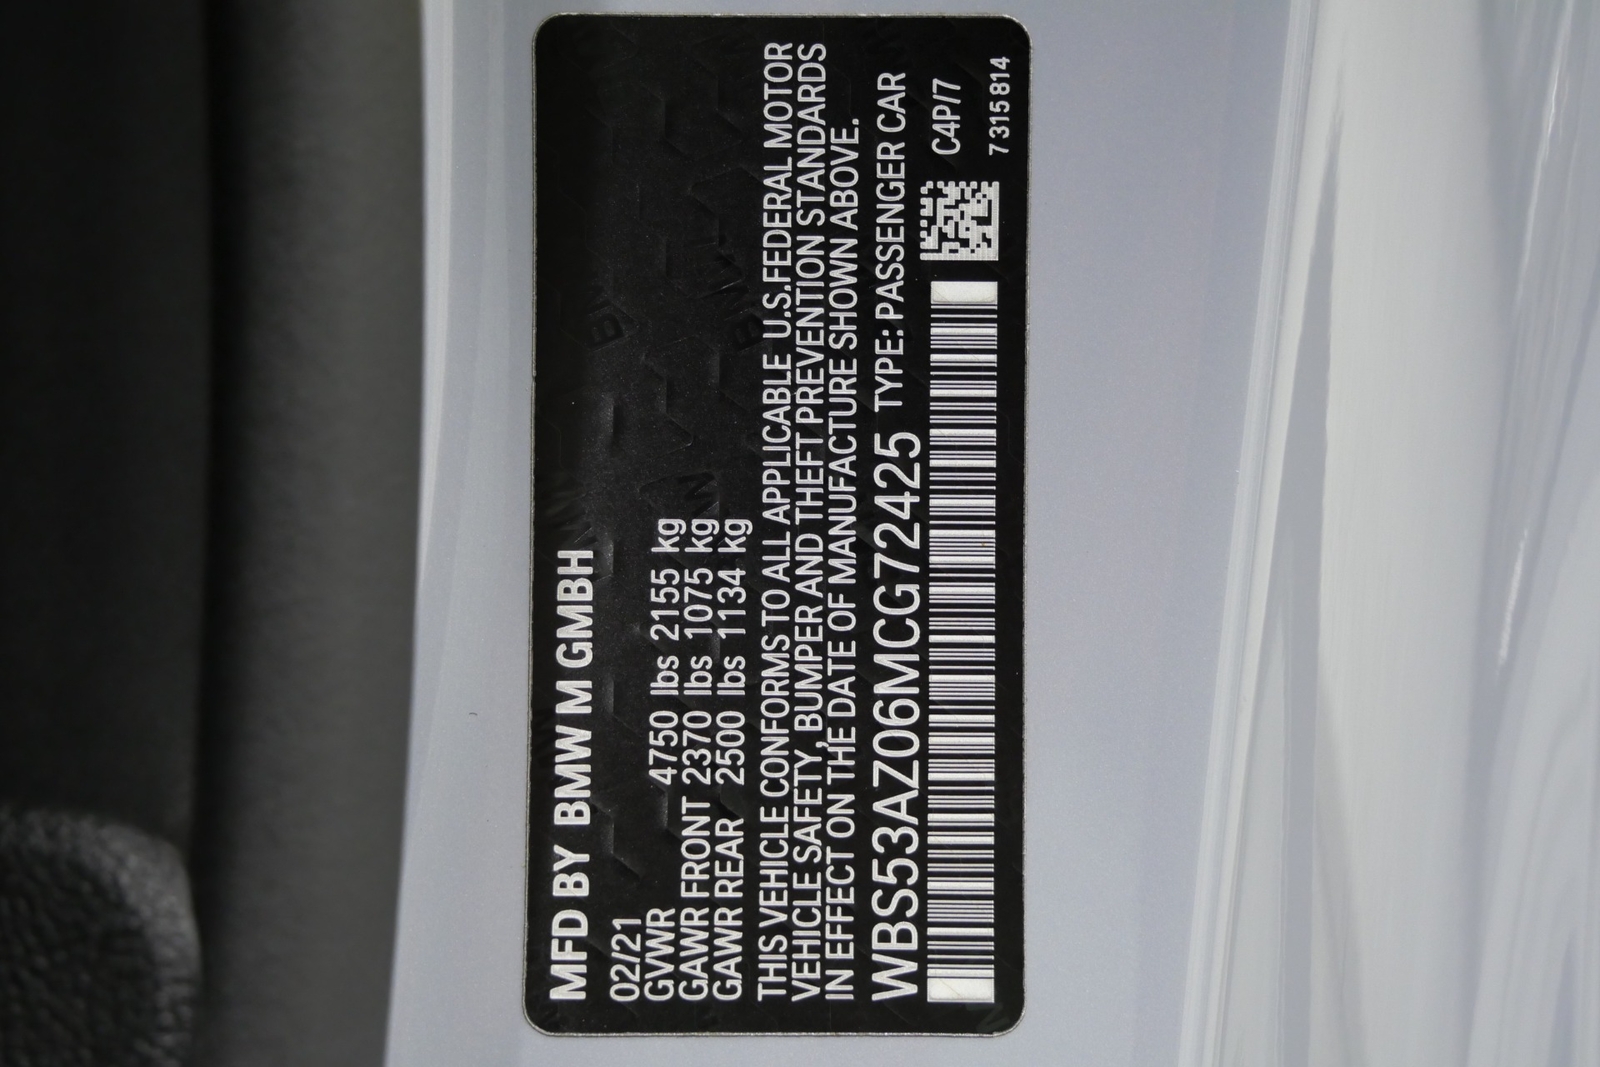 MFD BY BMW M GMBH
02/21
GVWR 4750 lbs 2155 kg
GAWR FRONT 2370 lbs 1075 kg
GAWR REAR 2500 lbs 1134 kg
THIS VEHICLE CONFORMS TO ALL APPLICABLE U.S.FEDERAL MOTOR
VEHICLE SAFETY, BUMPER AND THEFT PREVENTION STANDARDS
IN EFFECT ON THE DATE OF MANUFACTURE SHOWN ABOVE.
WBS53AZ06MCG72425 TYPE: PASSENGER CAR
C4P/7
7 315 814